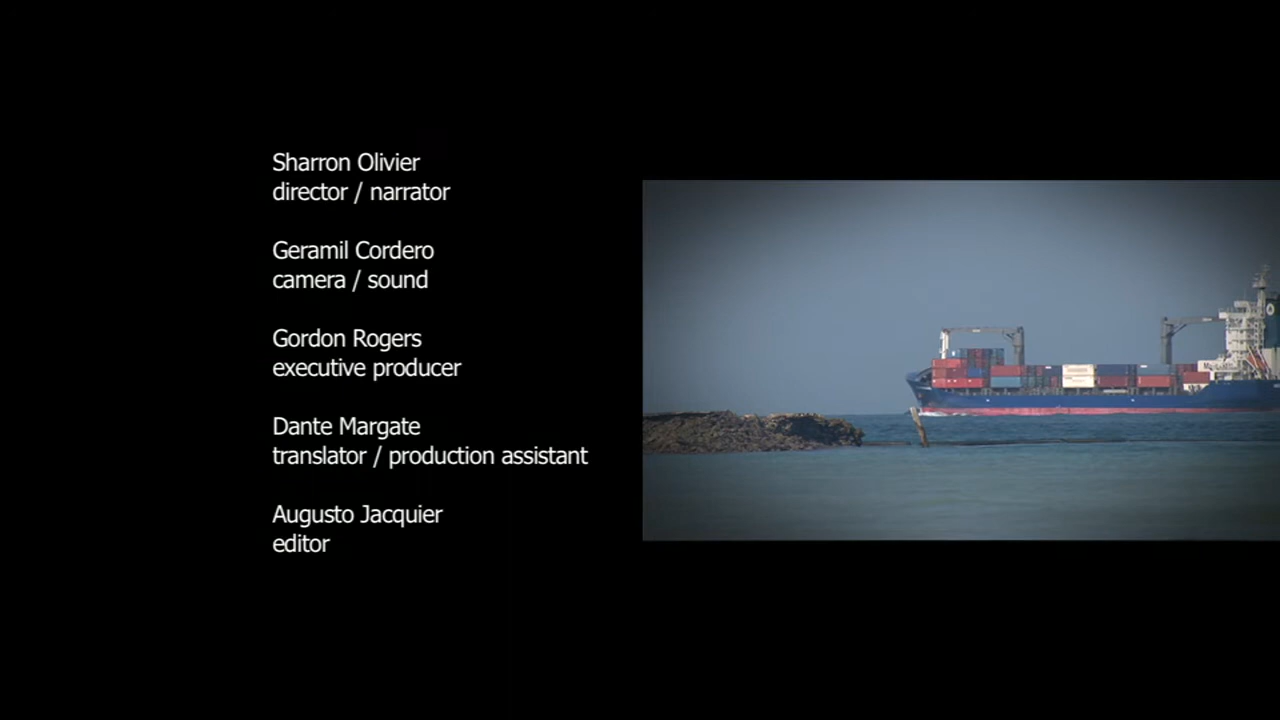 Sharron Olivier
director / narrator
Geramil Cordero
camera / sound
Gordon Rogers
executive producer
Dante Margate
translator / production assistant
Augusto Jacquier
editor